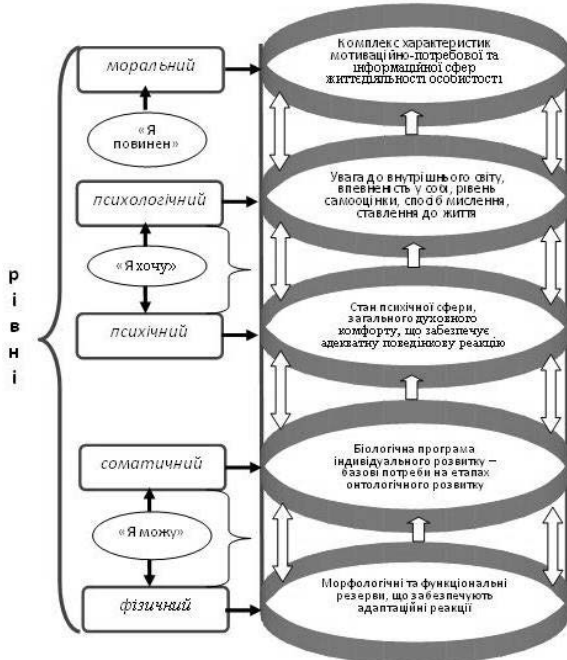 рівні
моральний
«Я
повинен»
психологічний
«Я хочу»
психічний
соматичний
«Я можу»
фізичний
Комплекс характеристик
мотиваційно-потребової та
інформаційної сфер
життєдіяльності особистості
Увага до внутрішнього світу,
впевненість у собі, рівень
самооцінки, спосіб мислення,
ставлення до життя
Стан психічної сфери,
загального духовного
комфорту, що забезпечує
адекватну поведінкову реакцію
Біологічна програма
індивідуального розвитку –
базові потреби на етапах
онтологічного розвитку
Морфологічні та функціональні
резерви, що забезпечують
адаптаційні реакції